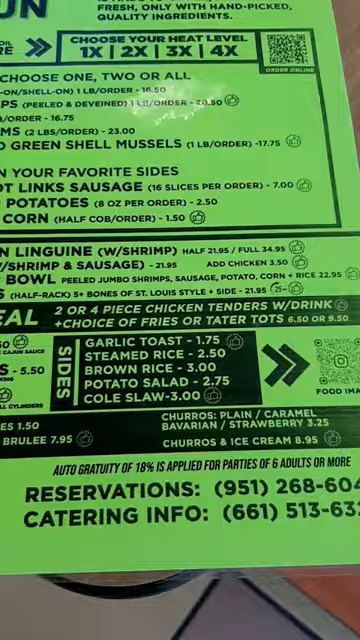 UN
FRESH, ONLY WITH HAND-PICKED,
QUALITY INGREDIENTS.
CHOOSE YOUR HEAT LEVEL
1X | 2X | 3X | 4X
ORDER ONLINE
CHOOSE ONE, TWO OR ALL
-ON/SHELL-ON) 1 LB/ORDER - 16.50
PS (PEELED & DEVEINED) 1 LB/ORDER - 20.50
B/ORDER - 16.75
MS (2 LBS/ORDER) - 23.00
D GREEN SHELL MUSSELS (1 LB/ORDER) -17.75
N YOUR FAVORITE SIDES
OT LINKS SAUSAGE (16 SLICES PER ORDER) - 7.00
POTATOES (8 OZ PER ORDER) - 2.50
CORN (HALF COB/ORDER) - 1.50
N LINGUINE (W/SHRIMP) HALF 21.95 / FULL 34.95
W/SHRIMP & SAUSAGE) - 21.95 ADD CHICKEN 3.50
BOWL PEELED JUMBO SHRIMPS, SAUSAGE, POTATO, CORN + RICE 22.95
S (HALF-RACK) 5+ BONES OF ST. LOUIS STYLE + SIDE - 21.95
EAL 2 OR 4 PIECE CHICKEN TENDERS W/DRINK
+CHOICE OF FRIES OR TATER TOTS 6.50 OR 9.50
CAJUN SAUCE
S - 5.50
SIDES
GARLIC TOAST - 1.75
STEAMED RICE - 2.50
BROWN RICE - 3.00
POTATO SALAD - 2.75
COLE SLAW-3.00
FOOD IMA
ES 1.50
BRULEE 7.95
CHURROS: PLAIN / CARAMEL
BAVARIAN / STRAWBERRY 3.25
CHURROS & ICE CREAM 8.95
AUTO GRATUITY OF 18% IS APPLIED FOR PARTIES OF 6 ADULTS OR MORE
RESERVATIONS: (951) 268-604
CATERING INFO: (661) 513-632